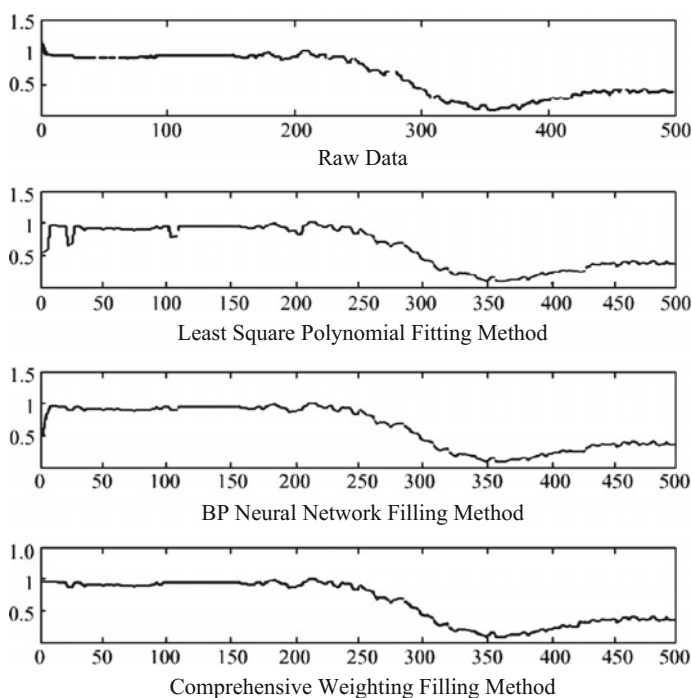 1.5
1
0.5
0 100 200 300 400 500
Raw Data
1.5
1
0.5
0 50 100 150 200 250 300 350 400 450 500
Least Square Polynomial Fitting Method
1.5
1
0.5
0 50 100 150 200 250 300 350 400 450 500
BP Neural Network Filling Method
1.0
1
0.5
0 50 100 150 200 250 300 350 400 450 500
Comprehensive Weighting Filling Method